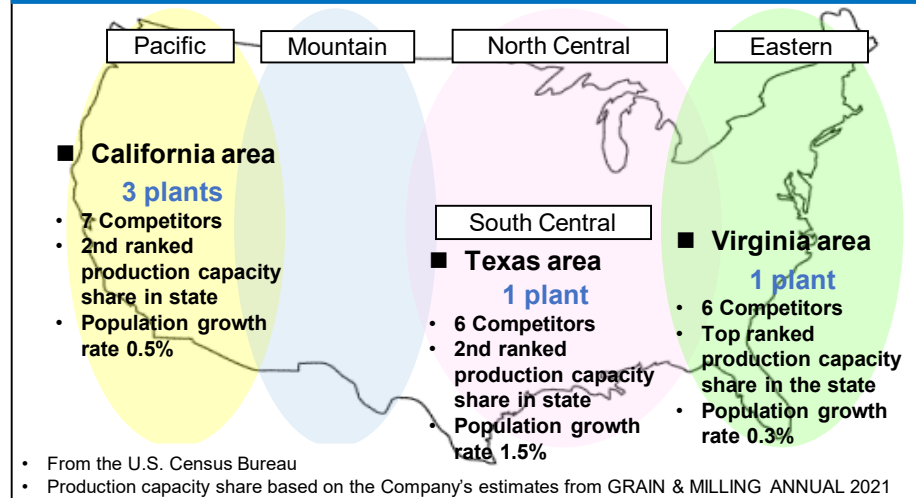 Pacific
Mountain
North Central
Eastern
■ California area
3 plants
• 7 Competitors
• 2nd ranked
production capacity
share in state
• Population growth
rate 0.5%
South Central
■ Texas area
1 plant
• 6 Competitors
• 2nd ranked
production capacity
share in state
• Population growth
rate 1.5%
■ Virginia area
1 plant
• 6 Competitors
• Top ranked
production capacity
share in the state
• Population growth
rate 0.3%
• From the U.S. Census Bureau
• Production capacity share based on the Company's estimates from GRAIN & MILLING ANNUAL 2021